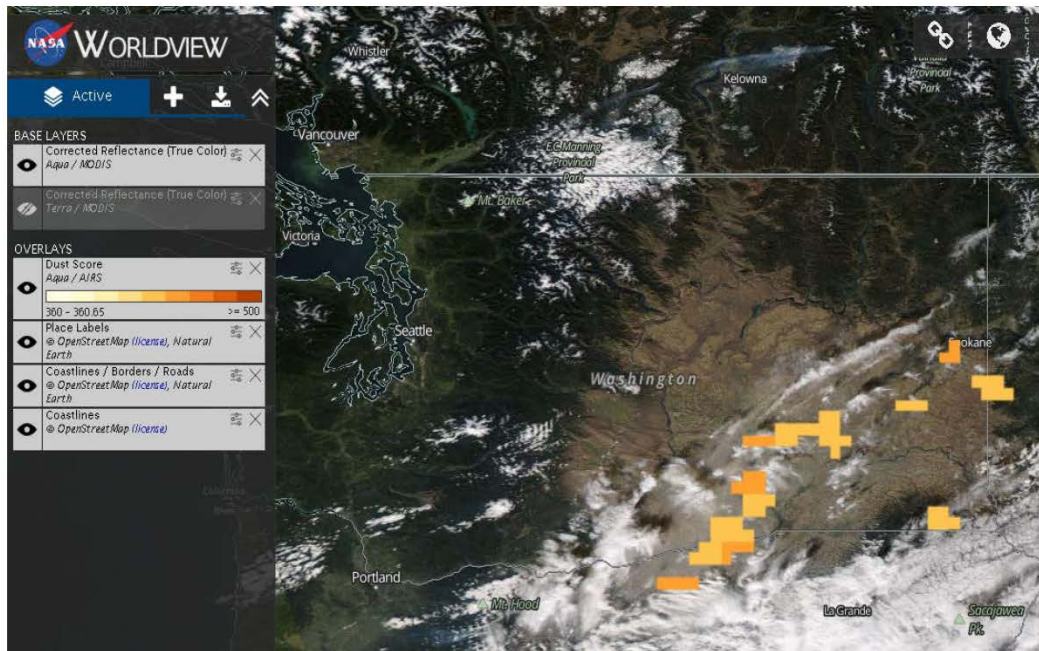 NASA WORLDVIEW
Active
BASE LAYERS
Corrected Reflectance (True Color)
Aqua / MODIS
Corrected Reflectance (True Color)
Terra / MODIS
OVERLAYS
Dust Score
Aqua / AIRS
360 - 360.65 >= 500
Place Labels
© OpenStreetMap (license), Natural
Earth
Coastlines / Borders / Roads
© OpenStreetMap (license), Natural
Earth
Coastlines
© OpenStreetMap (license)
Whistler
Kelowna
Provincial
Park
Vancouver
E.C. Manning
Provincial
Park
Mt. Baker
Victoria
Seattle
Spokane
Washington
Portland
Mt. Hood
La Grande
Sacajawea
Pk.